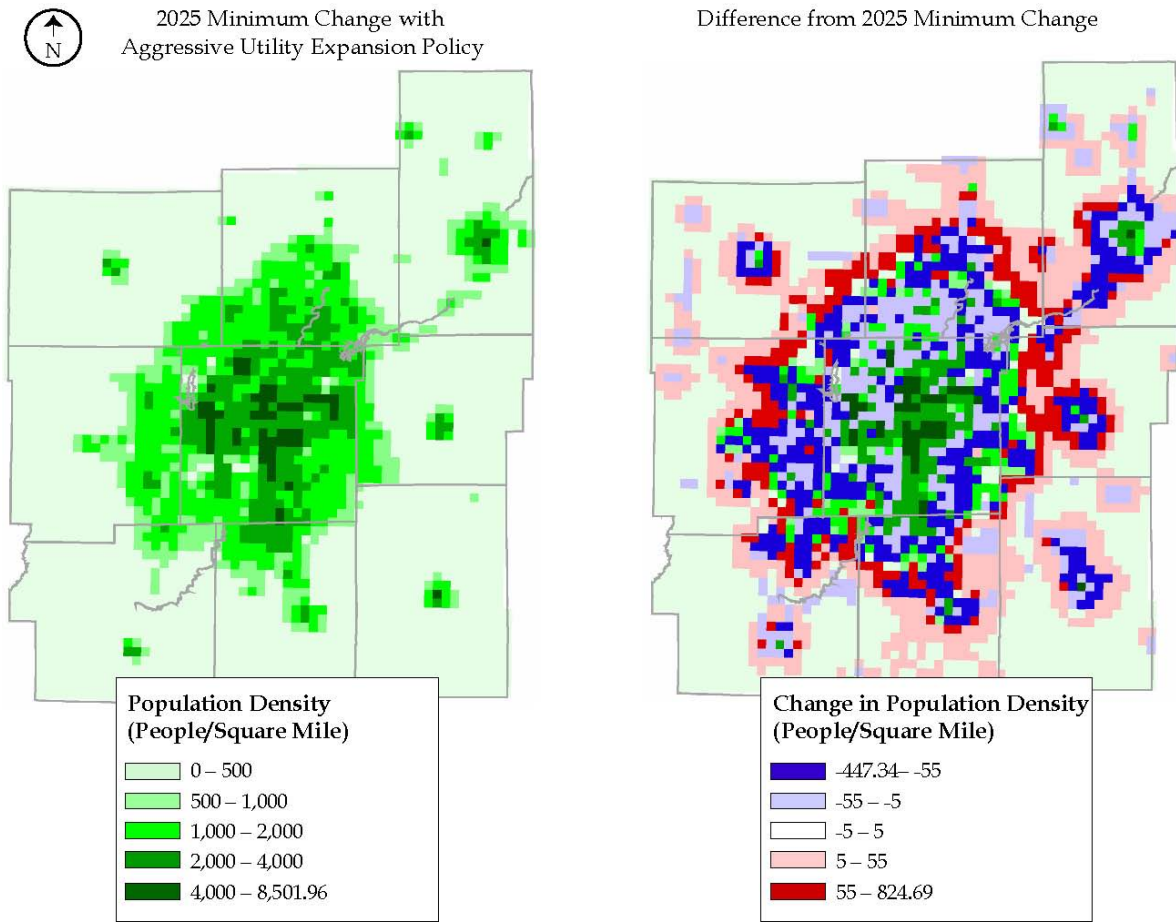 N
2025 Minimum Change with
Aggressive Utility Expansion Policy
Difference from 2025 Minimum Change
Population Density
(People/Square Mile)
0 – 500
500 – 1,000
1,000 – 2,000
2,000 – 4,000
4,000 – 8,501.96
Change in Population Density
(People/Square Mile)
-447.34– -55
-55 – -5
-5 – 5
5 – 55
55 – 824.69